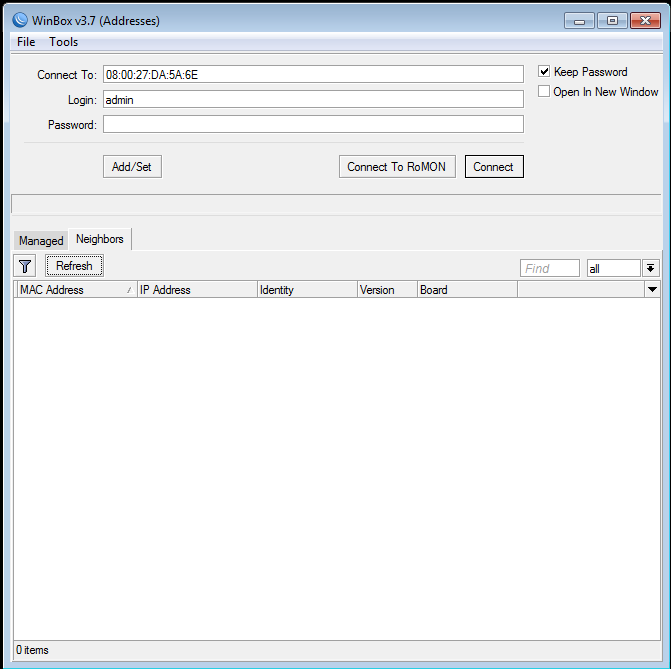 WinBox v3.7 (Addresses)
File Tools
Connect To: 08:00:27:DA:5A:6E
Keep Password
Login: admin
Open In New Window
Password:
Add/Set Connect To RoMON Connect
Managed Neighbors
Refresh Find all
MAC Address IP Address Identity Version Board
0 items